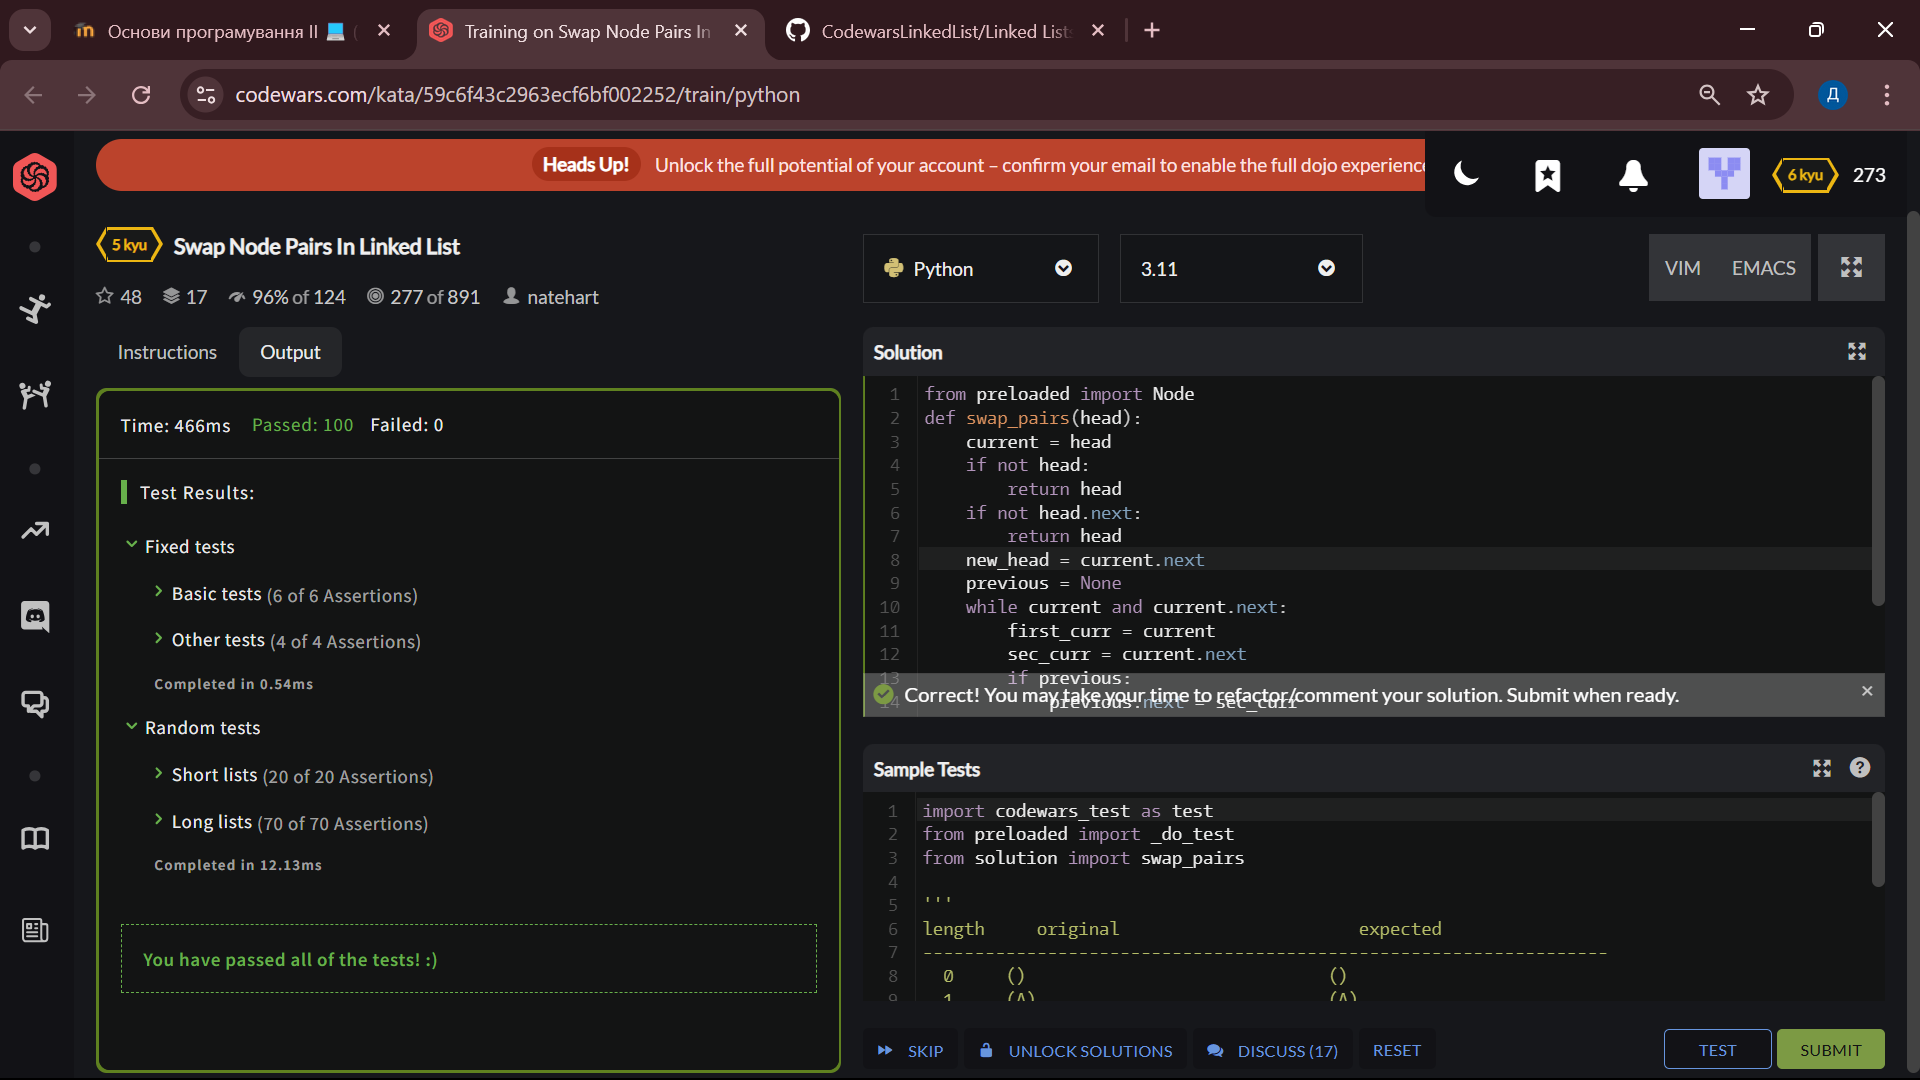 Основи програмування II 💻 (
Training on Swap Node Pairs In
CodewarsLinkedList/Linked List
codewars.com/kata/59c6f43c2963ecf6bf002252/train/python
Д
Heads Up! Unlock the full potential of your account – confirm your email to enable the full dojo experience
6 kyu 273
5 kyu Swap Node Pairs In Linked List
48 17 96% of 124 277 of 891 natehart
Instructions Output
Time: 466ms Passed: 100 Failed: 0
Test Results:
Fixed tests
Basic tests (6 of 6 Assertions)
Other tests (4 of 4 Assertions)
Completed in 0.54ms
Random tests
Short lists (20 of 20 Assertions)
Long lists (70 of 70 Assertions)
Completed in 12.13ms
You have passed all of the tests! :)
Python 3.11 VIM EMACS
Solution
1 from preloaded import Node
2 def swap_pairs(head):
3 current = head
4 if not head:
5 return head
6 if not head.next:
7 return head
8 new_head = current.next
9 previous = None
10 while current and current.next:
11 first_curr = current
12 sec_curr = current.next
13 if previous:
14 previous.next = sec_curr
Correct! You may take your time to refactor/comment your solution. Submit when ready.
Sample Tests
1 import codewars_test as test
2 from preloaded import _do_test
3 from solution import swap_pairs
4
5 '''
6 length original expected
7 ------------------------------------------------------------------
8 0 () ()
9 1 (A) (A)
SKIP UNLOCK SOLUTIONS DISCUSS (17) RESET TEST SUBMIT